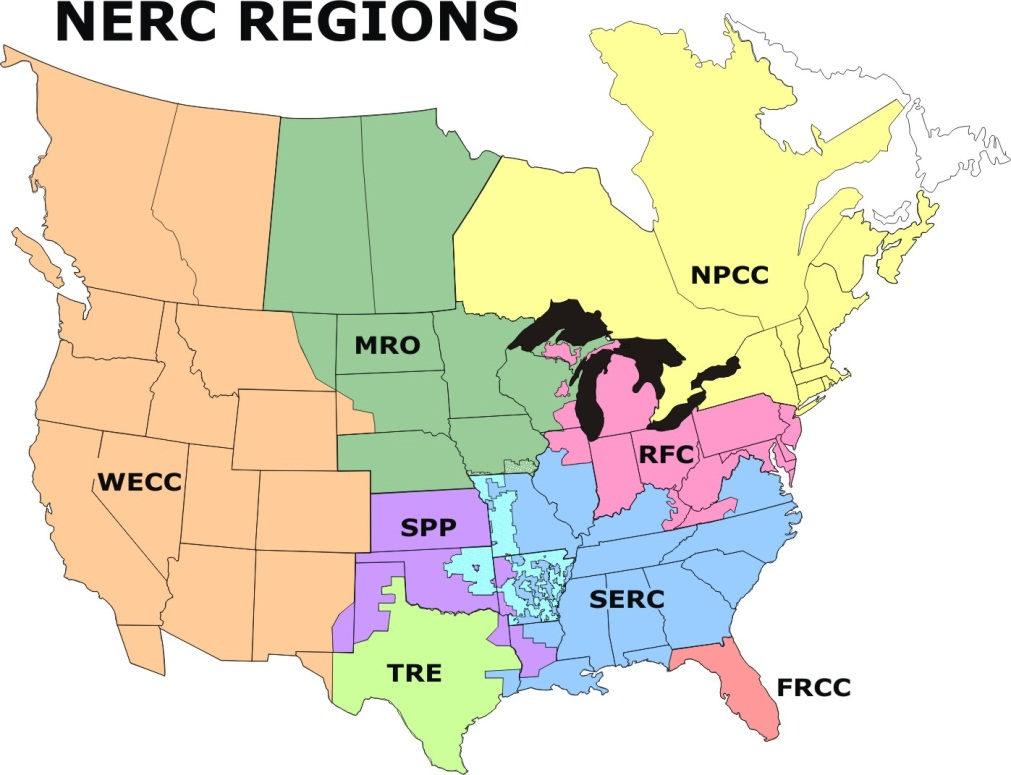 NERC REGIONS
NPCC
MRO
RFC
WECC
SPP
SERC
TRE
FRCC